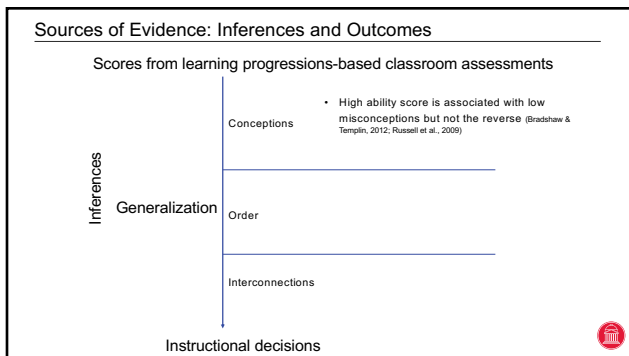 Sources of Evidence: Inferences and Outcomes
Scores from learning progressions-based classroom assessments
Inferences
Generalization
Conceptions
• High ability score is associated with low
misconceptions but not the reverse (Bradshaw &
Templin, 2012; Russell et al., 2009)
Order
Interconnections
Instructional decisions